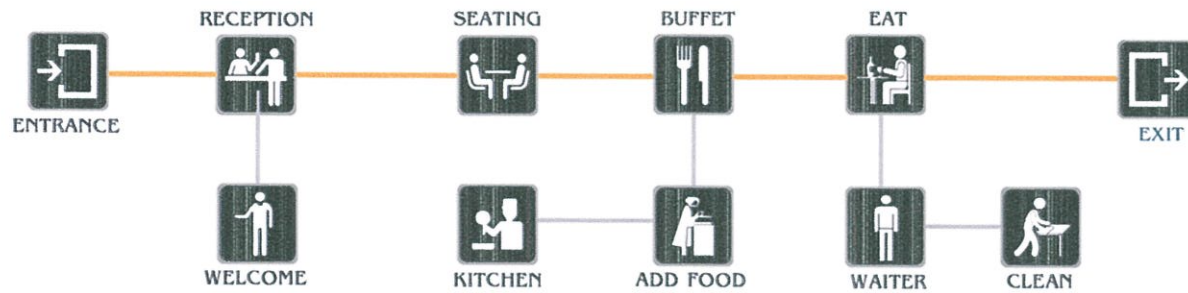 RECEPTION
SEATING
BUFFET
EAT
ENTRANCE
EXIT
WELCOME
KITCHEN
ADD FOOD
WAITER
CLEAN